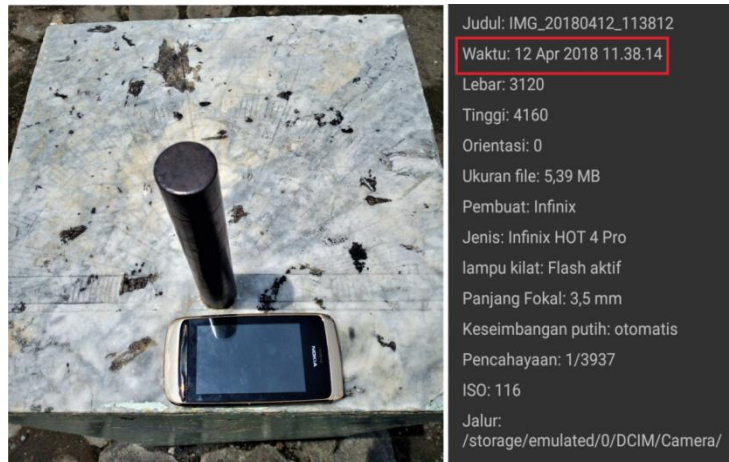 NOKIA
Judul: IMG_20180412_113812
Waktu: 12 Apr 2018 11.38.14
Lebar: 3120
Tinggi: 4160
Orientasi: 0
Ukuran file: 5,39 MB
Pembuat: Infinix
Jenis: Infinix HOT 4 Pro
lampu kilat: Flash aktif
Panjang Fokal: 3,5 mm
Keseimbangan putih: otomatis
Pencahayaan: 1/3937
ISO: 116
Jalur:
/storage/emulated/0/DCIM/Camera/